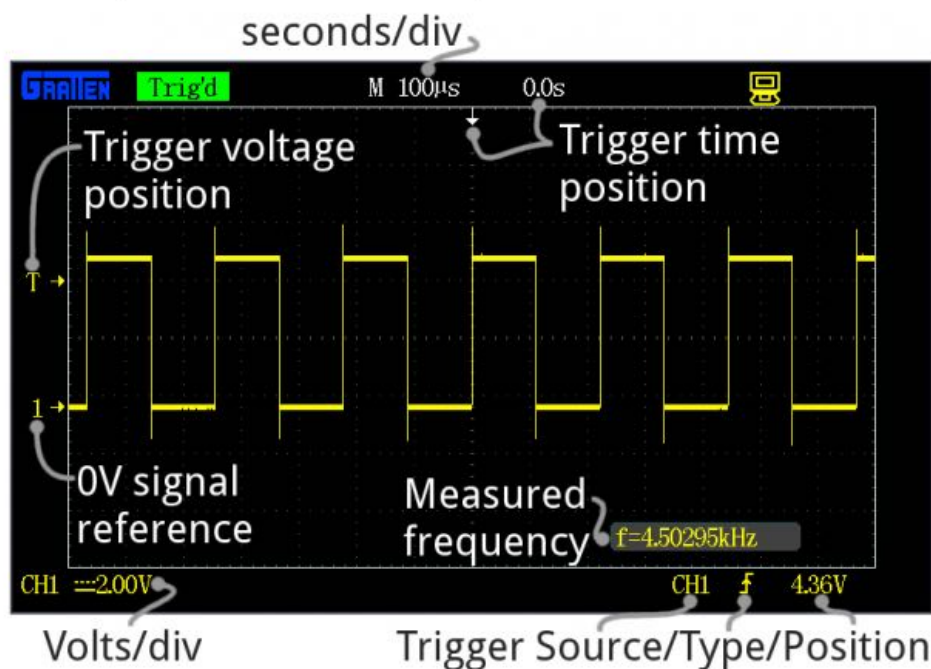 seconds/div
GRATTEN Trig'd M 100μs 0.0s
Trigger voltage
position
Trigger time
position
T
1
0V signal
reference
Measured
frequency
f=4.50295kHz
CH1 2.00V CH1 4.36V
Volts/div Trigger Source/Type/Position